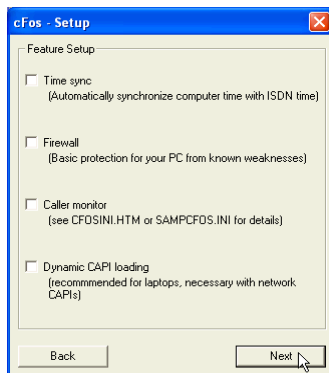 cFos - Setup
Feature Setup
Time sync
(Automatically synchronize computer time with ISDN time)
Firewall
(Basic protection for your PC from known weaknesses)
Caller monitor
(see CFOSINI.HTM or SAMPCFOS.INI for details)
Dynamic CAPI loading
(recommmended for laptops, necessary with network
CAPIs)
Back
Next